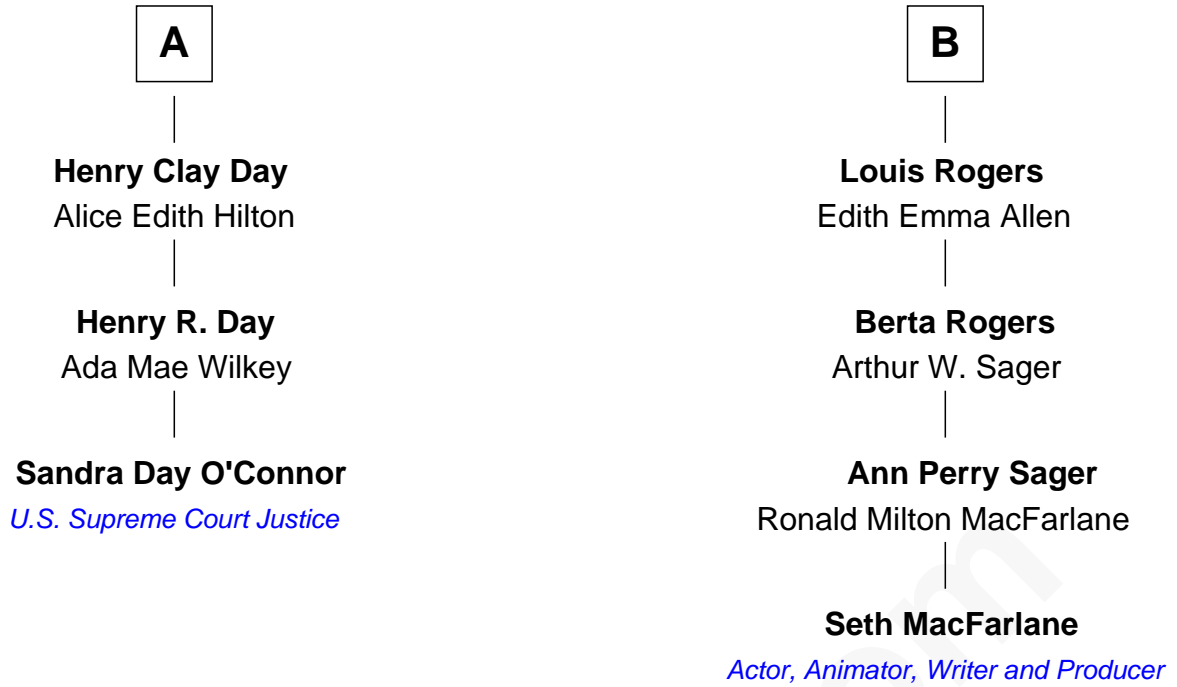 A
Henry Clay Day
Alice Edith Hilton
Henry R. Day
Ada Mae Wilkey
Sandra Day O'Connor
U.S. Supreme Court Justice
B
Louis Rogers
Edith Emma Allen
Berta Rogers
Arthur W. Sager
Ann Perry Sager
Ronald Milton MacFarlane
Seth MacFarlane
Actor, Animator, Writer and Producer